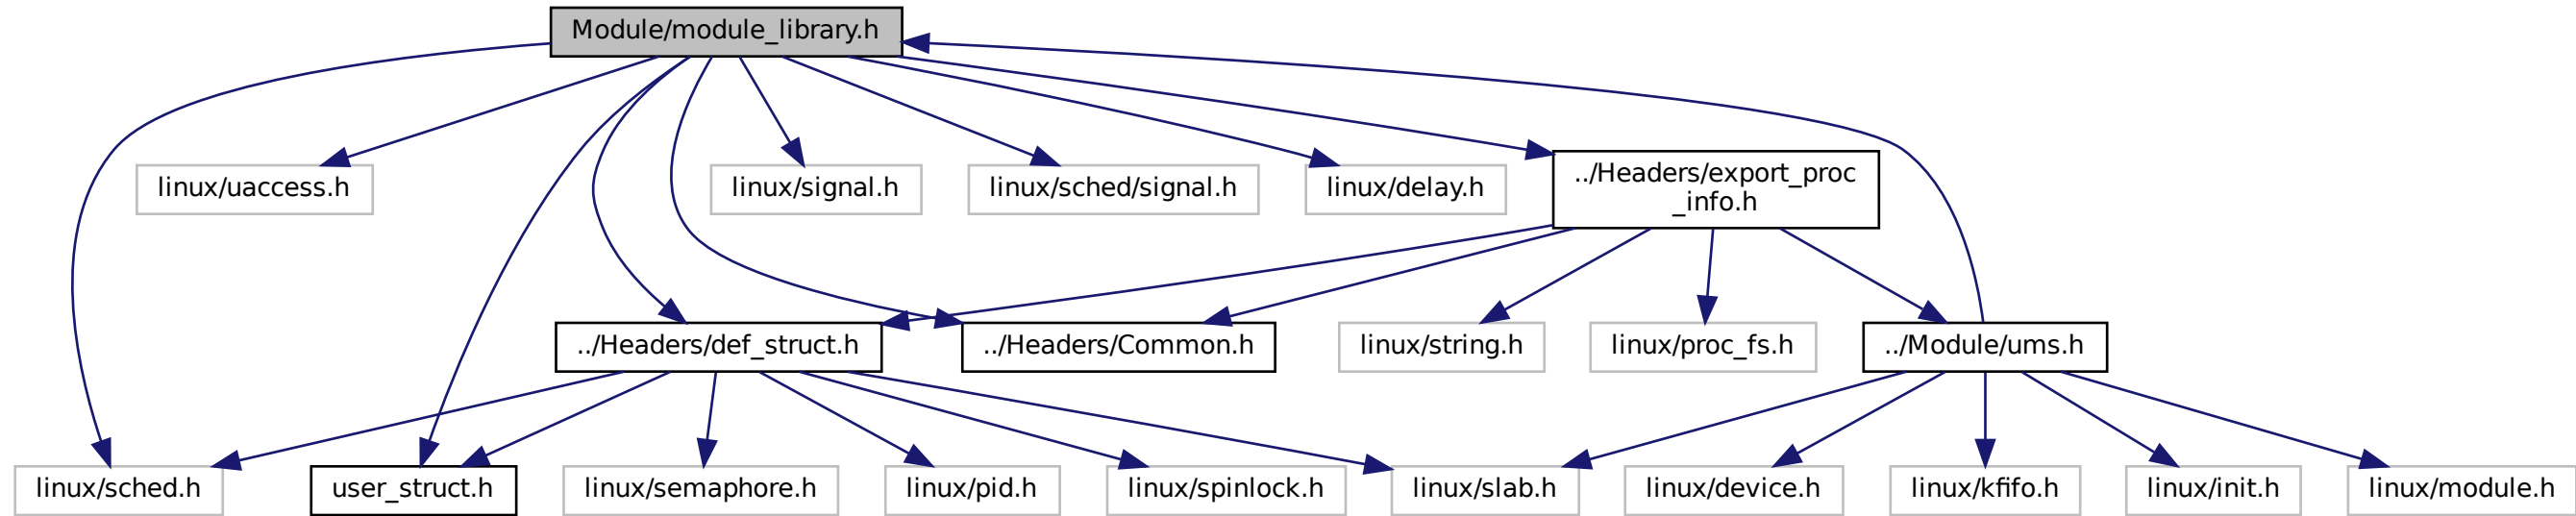 Module/module_library.h
linux/uaccess.h
linux/signal.h
linux/sched/signal.h
linux/delay.h
../Headers/export_proc
_info.h
../Headers/def_struct.h
../Headers/Common.h
linux/string.h
linux/proc_fs.h
../Module/ums.h
linux/sched.h
user_struct.h
linux/semaphore.h
linux/pid.h
linux/spinlock.h
linux/slab.h
linux/device.h
linux/kfifo.h
linux/init.h
linux/module.h